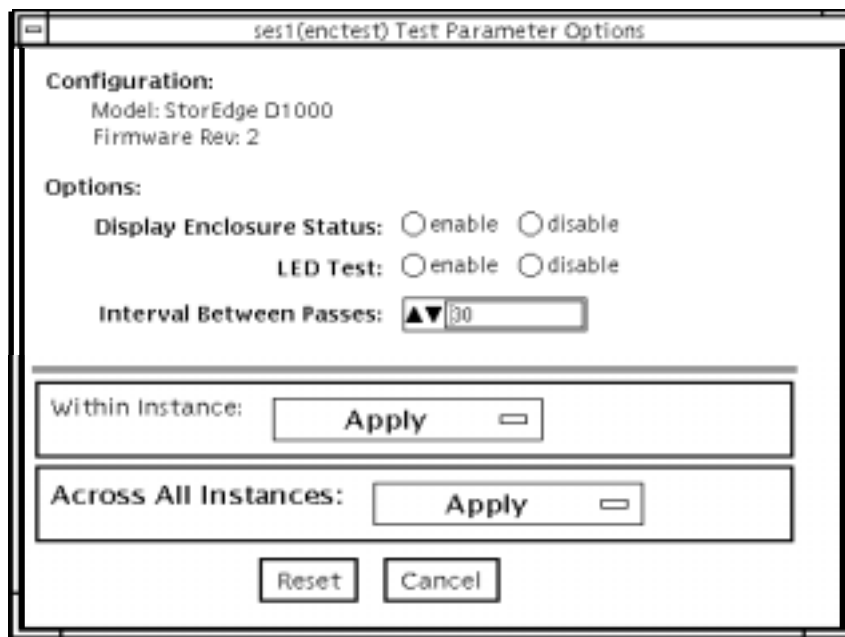 ses1(enctest) Test Parameter Options
Configuration:
Model: StorEdge D1000
Firmware Rev: 2
Options:
Display Enclosure Status: enable disable
LED Test: enable disable
Interval Between Passes: 30
Within Instance: Apply
Across All Instances: Apply
Reset Cancel